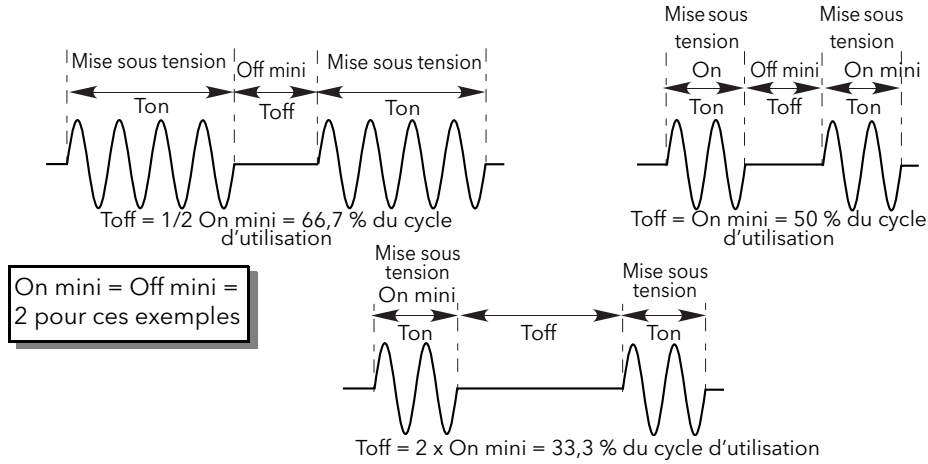 Mise sous tension
Off mini
Mise sous tension
Ton
Toff
Ton
Toff = 1/2 On mini = 66,7 % du cycle
d'utilisation
Mise sous
tension
On
Off mini
Mise sous
tension
On mini
Ton
Toff
Ton
Toff = On mini = 50 % du cycle
d'utilisation
On mini = Off mini =
2 pour ces exemples
Mise sous
tension
On mini
Mise sous
tension
Ton
Toff
Ton
Toff = 2 x On mini = 33,3 % du cycle d'utilisation